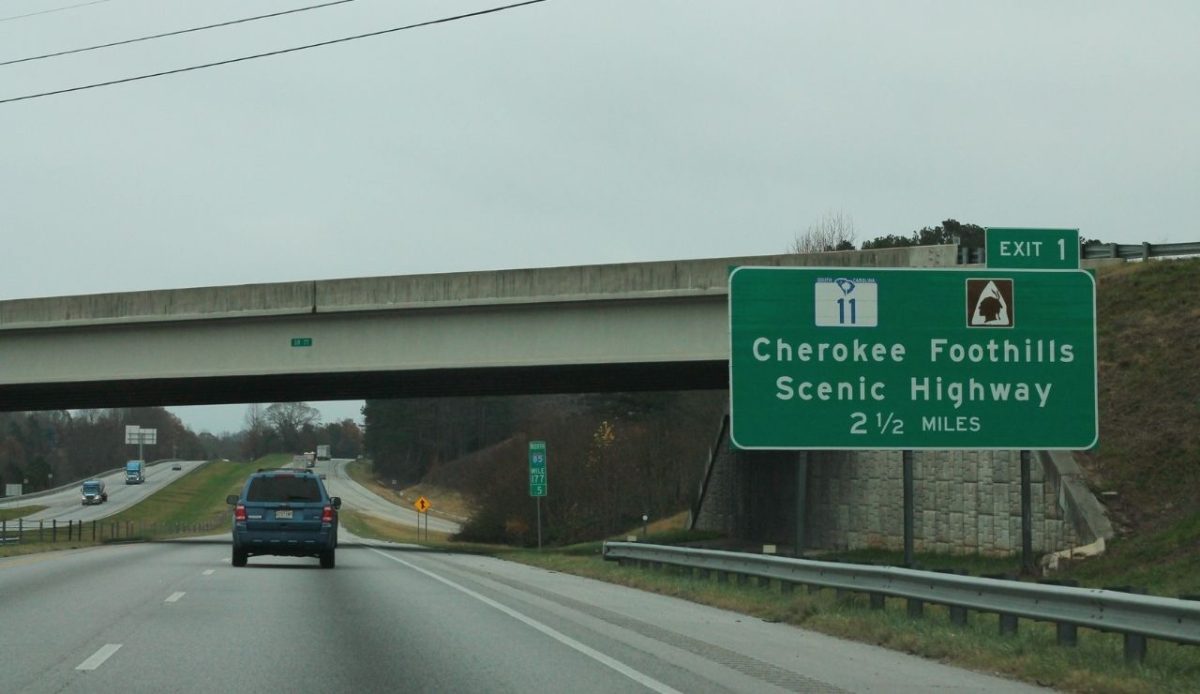 EXIT 1
SOUTH CAROLINA
11
Cherokee Foothills
Scenic Highway
2 1/2 MILES
NORTH
85
MILE
177
.5